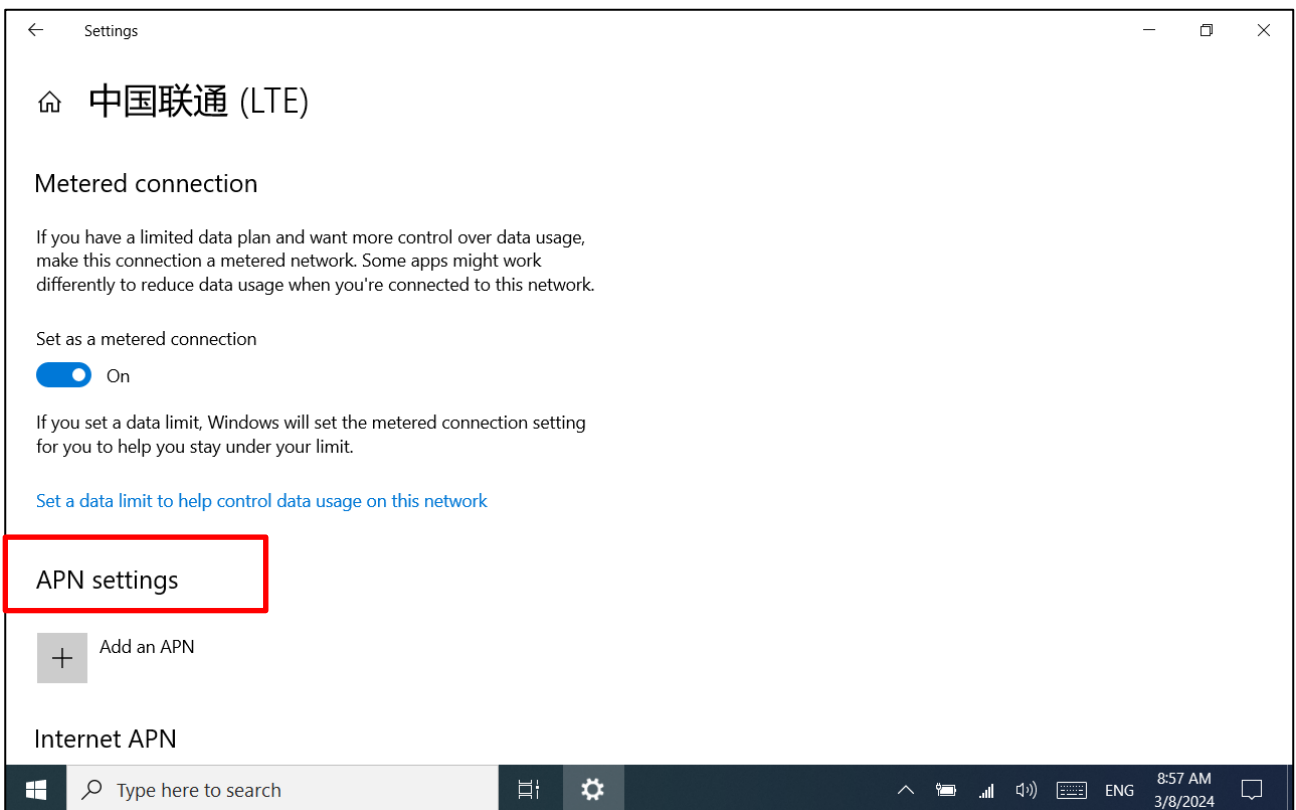 Settings
中国联通 (LTE)
Metered connection
If you have a limited data plan and want more control over data usage,
make this connection a metered network. Some apps might work
differently to reduce data usage when you're connected to this network.
Set as a metered connection
On
If you set a data limit, Windows will set the metered connection setting
for you to help you stay under your limit.
Set a data limit to help control data usage on this network
APN settings
Add an APN
Internet APN
Type here to search
ENG
8:57 AM
3/8/2024